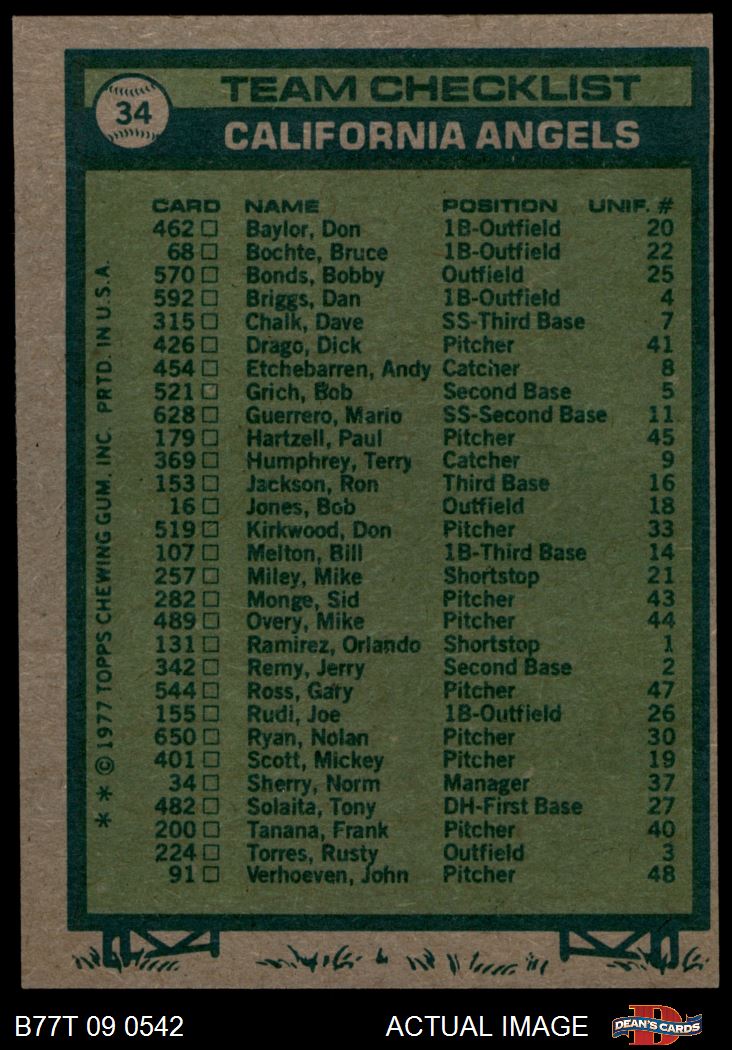 34
TEAM CHECKLIST
CALIFORNIA ANGELS
CARD NAME POSITION UNIF. #
462 Baylor, Don 1B-Outfield 20
68 Bochte, Bruce 1B-Outfield 22
570 Bonds, Bobby Outfield 25
592 Briggs, Dan 1B-Outfield 4
315 Chalk, Dave SS-Third Base 7
426 Drago, Dick Pitcher 41
454 Etchebarren, Andy Catcher 8
521 Grich, Bob Second Base 5
628 Guerrero, Mario SS-Second Base 11
179 Hartzell, Paul Pitcher 45
369 Humphrey, Terry Catcher 9
153 Jackson, Ron Third Base 16
16 Jones, Bob Outfield 18
519 Kirkwood, Don Pitcher 33
107 Melton, Bill 1B-Third Base 14
257 Miley, Mike Shortstop 21
282 Monge, Sid Pitcher 43
489 Overy, Mike Pitcher 44
131 Ramirez, Orlando Shortstop 1
342 Remy, Jerry Second Base 2
544 Ross, Gary Pitcher 47
155 Rudi, Joe 1B-Outfield 26
650 Ryan, Nolan Pitcher 30
401 Scott, Mickey Pitcher 19
34 Sherry, Norm Manager 37
482 Solaita, Tony DH-First Base 27
200 Tanana, Frank Pitcher 40
224 Torres, Rusty Outfield 3
91 Verhoeven, John Pitcher 48
* * © 1977 TOPPS CHEWING GUM, INC. PRTD. IN U.S.A.
B77T 09 0542 ACTUAL IMAGE DEAN'S CARDS